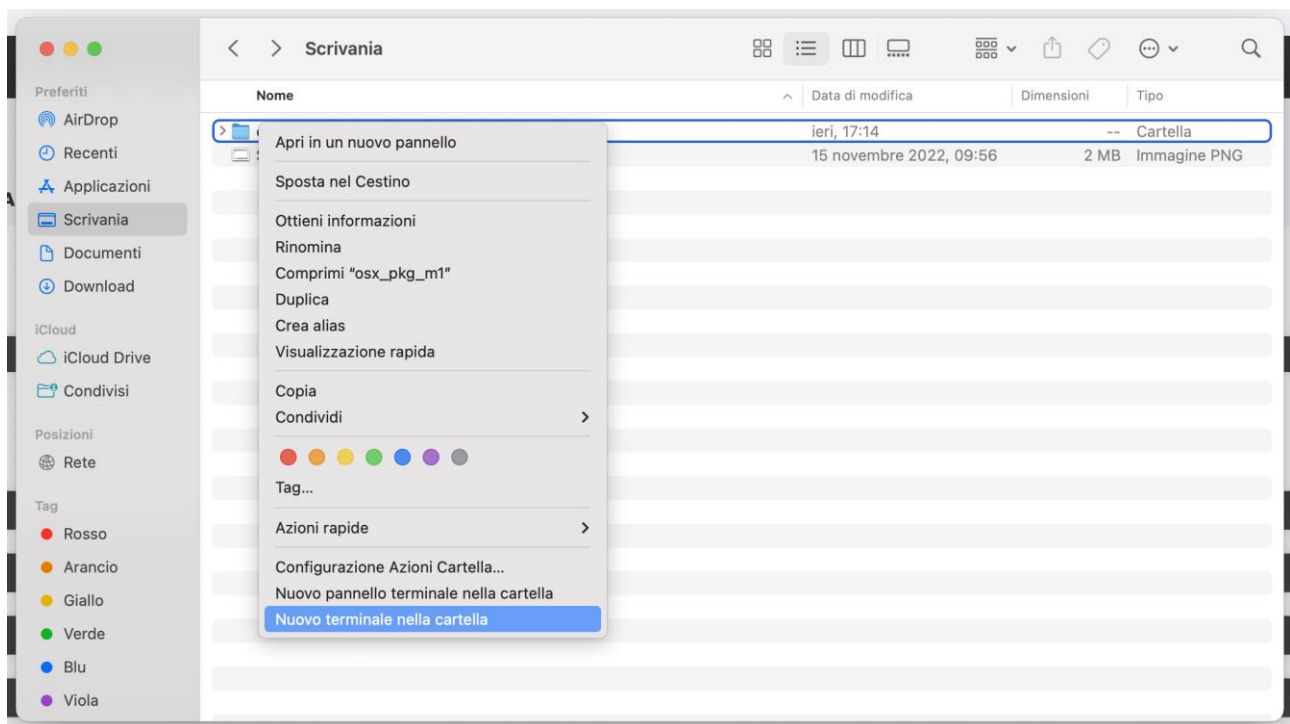 Scrivania
Preferiti
AirDrop
Recenti
Applicazioni
Scrivania
Documenti
Download
iCloud
iCloud Drive
Condivisi
Posizioni
Rete
Tag
Rosso
Arancio
Giallo
Verde
Blu
Viola
Nome Data di modifica Dimensioni Tipo
ieri, 17:14 -- Cartella
15 novembre 2022, 09:56 2 MB Immagine PNG
Apri in un nuovo pannello
Sposta nel Cestino
Ottieni informazioni
Rinomina
Comprimi “osx_pkg_m1”
Duplica
Crea alias
Visualizzazione rapida
Copia
Condividi
Tag...
Azioni rapide
Configurazione Azioni Cartella...
Nuovo pannello terminale nella cartella
Nuovo terminale nella cartella